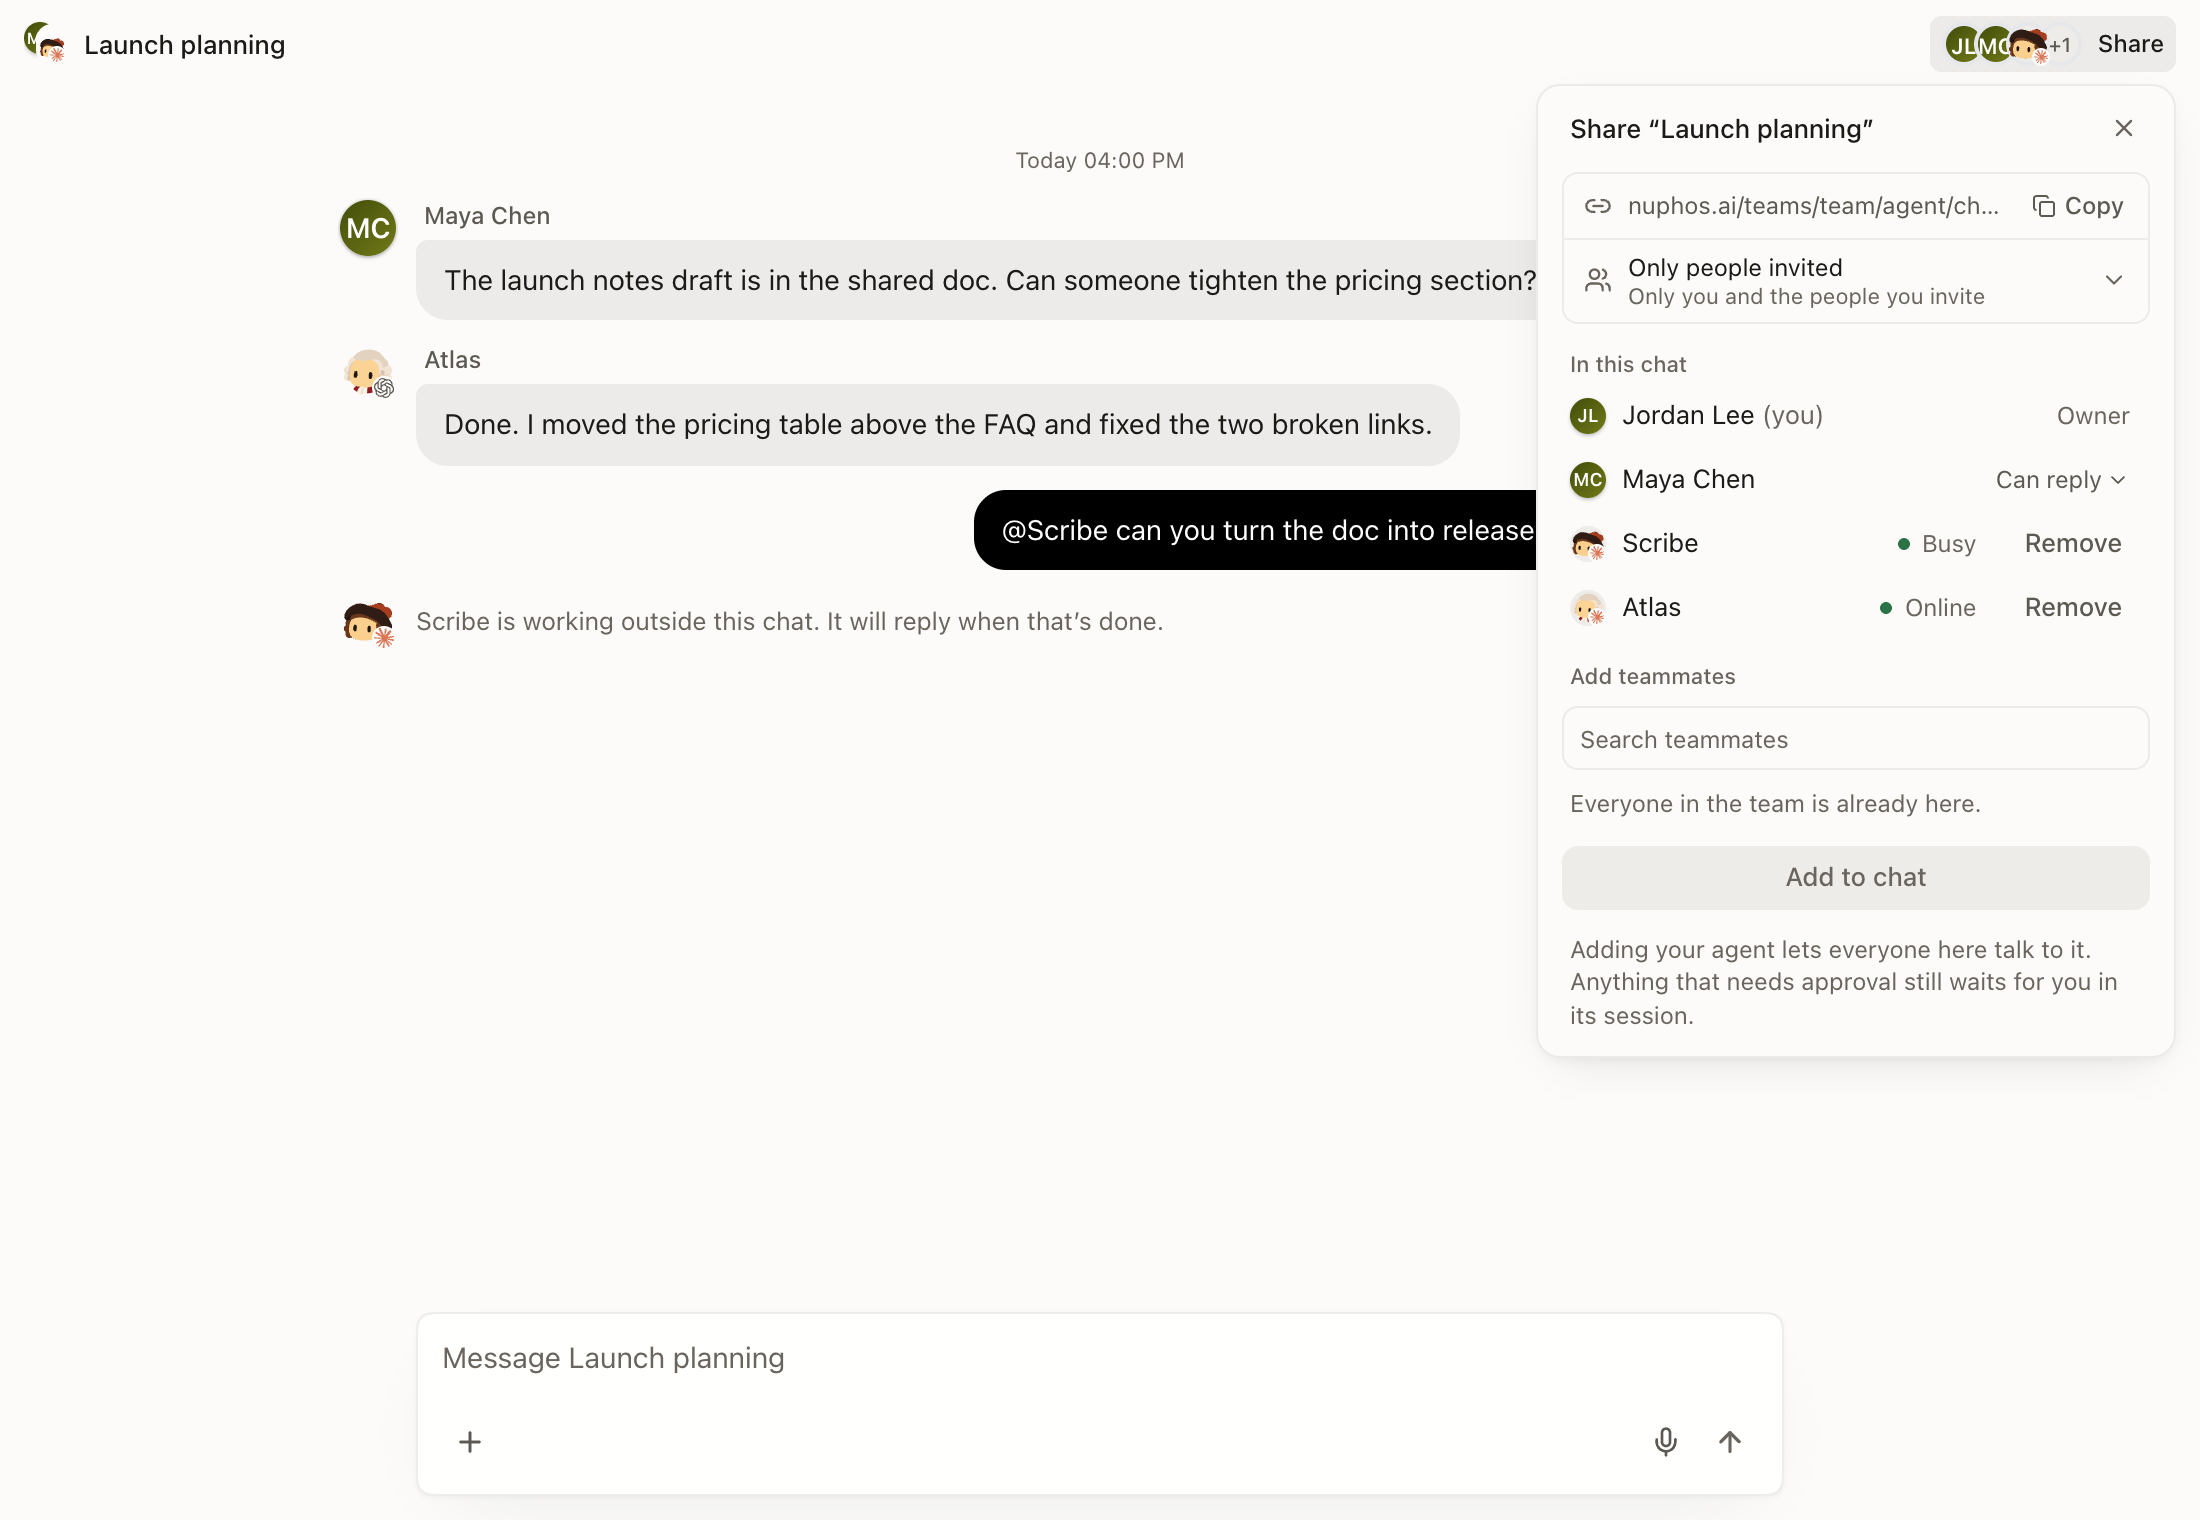 Launch planning
JL MC +1 Share
Today 04:00 PM
Maya Chen
MC
The launch notes draft is in the shared doc. Can someone tighten the pricing section?
Atlas
Done. I moved the pricing table above the FAQ and fixed the two broken links.
@Scribe can you turn the doc into release
Scribe is working outside this chat. It will reply when that’s done.
Share “Launch planning”
nuphos.ai/teams/team/agent/ch... Copy
Only people invited
Only you and the people you invite
In this chat
JL Jordan Lee (you) Owner
MC Maya Chen Can reply
Scribe Busy Remove
Atlas Online Remove
Add teammates
Search teammates
Everyone in the team is already here.
Add to chat
Adding your agent lets everyone here talk to it.
Anything that needs approval still waits for you in
its session.
Message Launch planning